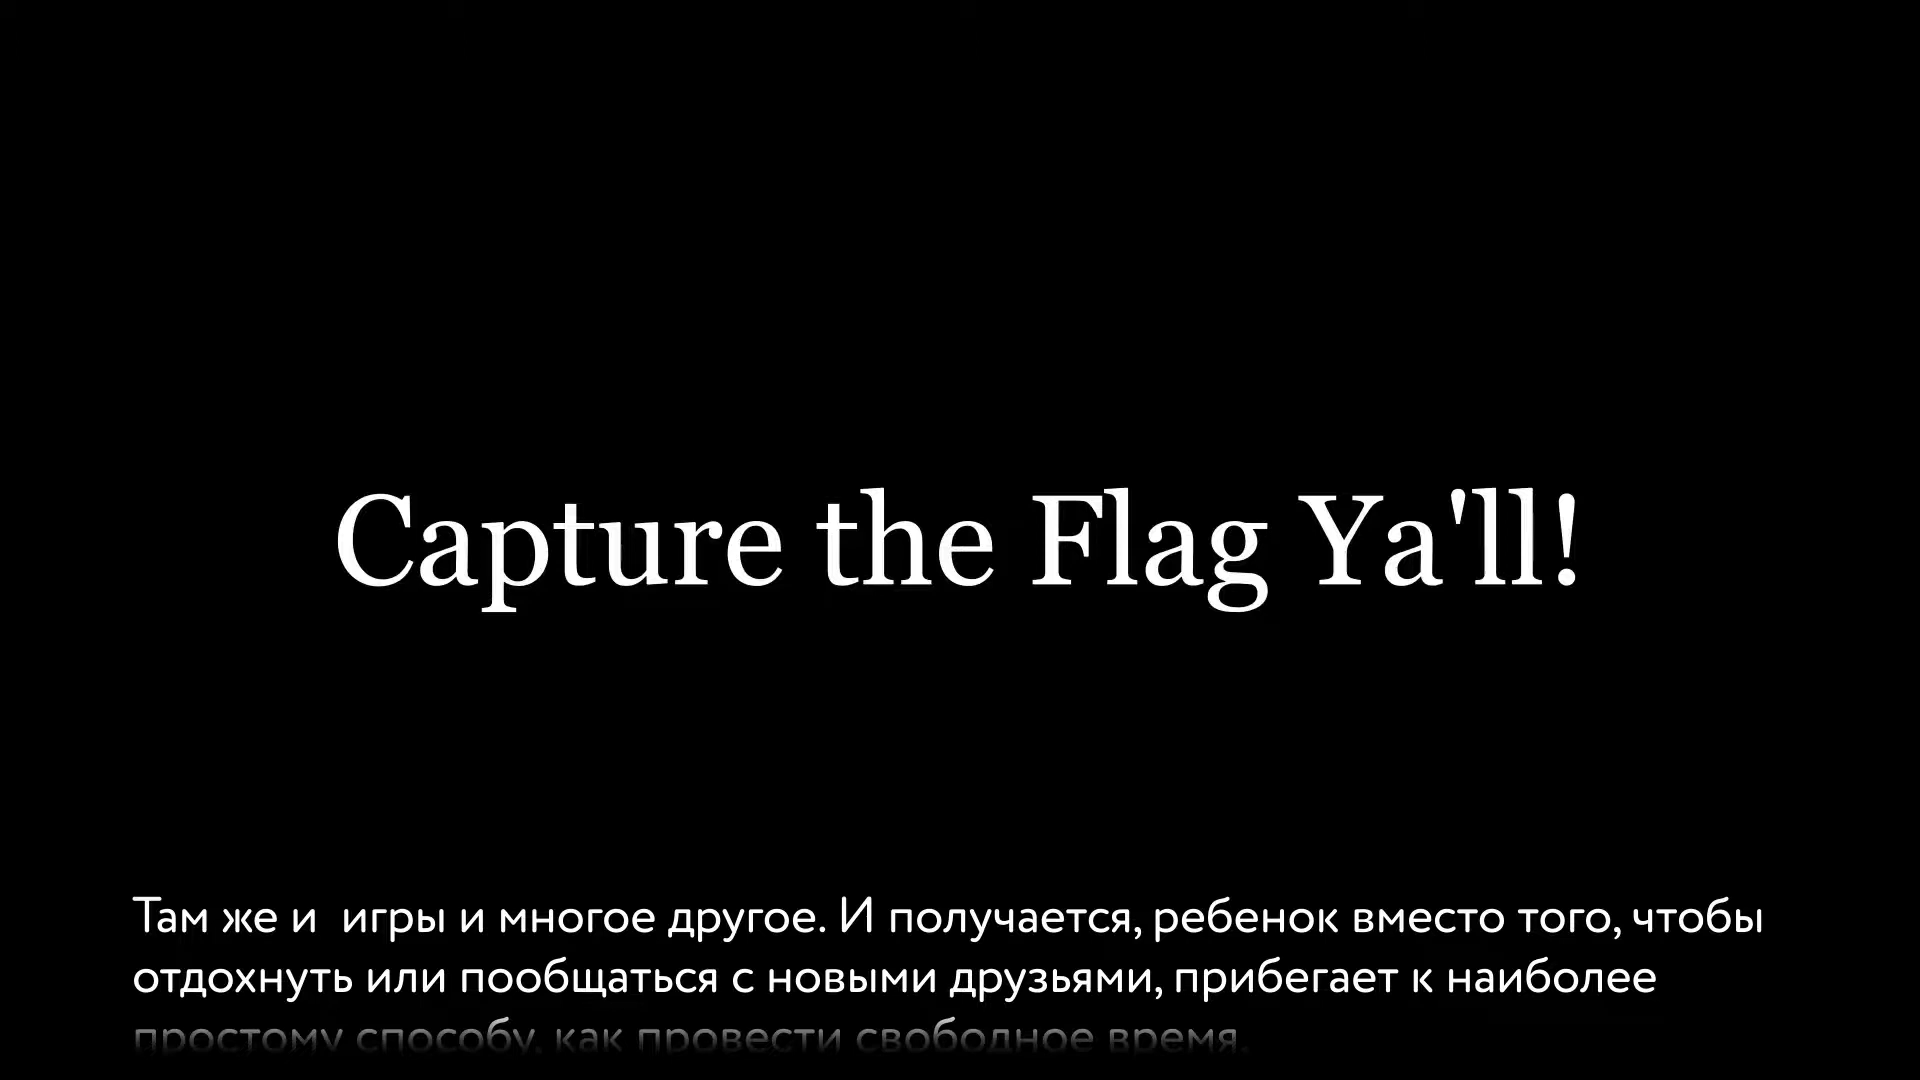 Capture the Flag Ya'll!
Там же и  игры и многое другое. И получается, ребенок вместо того, чтобы
отдохнуть или пообщаться с новыми друзьями, прибегает к наиболее
простому способу, как провести свободное время.